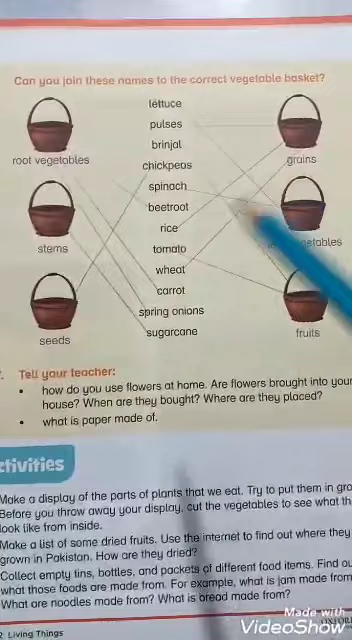 Can you join these names to the correct vegetable basket?
lettuce
pulses
brinjal
chickpeas
spinach
beetroot
rice
tomato
wheat
carrot
spring onions
sugarcane
root vegetables
stems
seeds
grains
getables
fruits
Tell your teacher:
• how do you use flowers at home. Are flowers brought into your
house? When are they bought? Where are they placed?
• what is paper made of.
ctivities
Make a display of the parts of plants that we eat. Try to put them in gro
Before you throw away your display, cut the vegetables to see what th
look like from inside.
Make a list of some dried fruits. Use the internet to find out where they
grown in Pakistan. How are they dried?
Collect empty tins, bottles, and packets of different food items. Find ou
what those foods are made from. For example, what is jam made from
What are noodles made from? What is bread made from?
2 Living Things
OXFOR
Made with
VideoShow